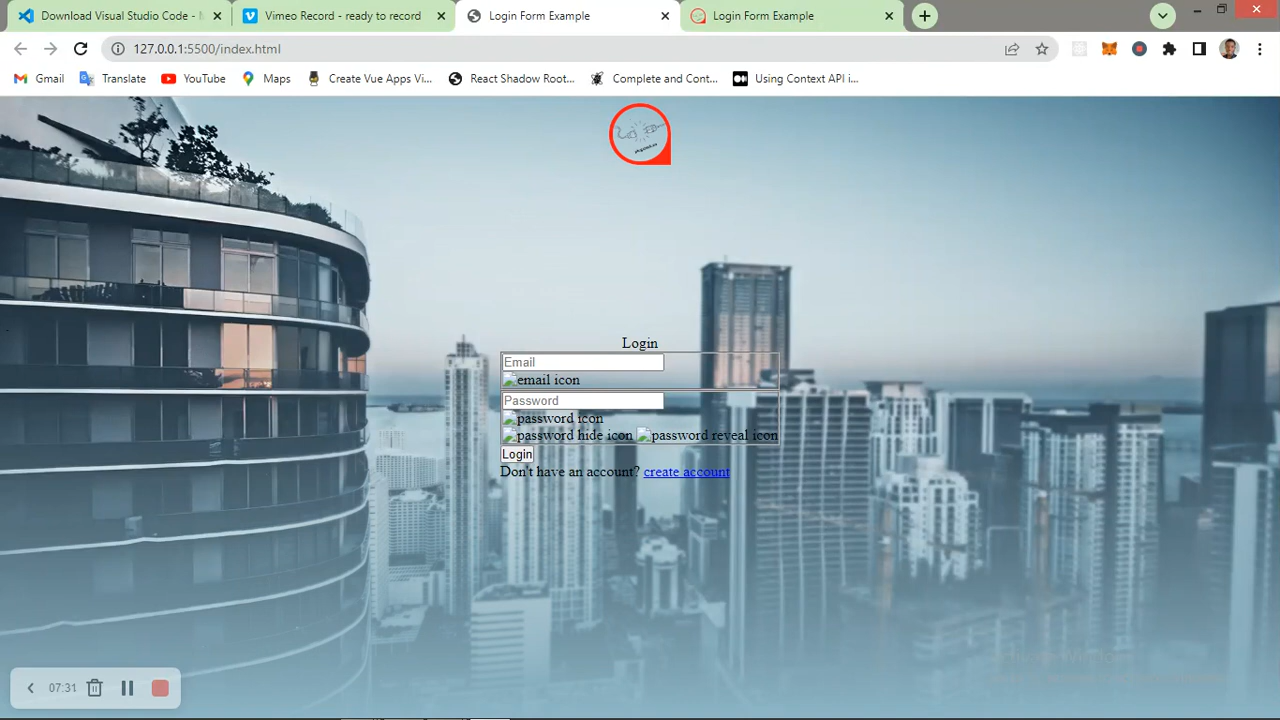 Download Visual Studio Code - M
Vimeo Record - ready to record
Login Form Example
Login Form Example
127.0.0.1:5500/index.html
Gmail
Translate
YouTube
Maps
Create Vue Apps Vi...
React Shadow Root...
Complete and Cont...
Using Context API i...
Login
Email
email icon
Password
password icon
password hide icon
password reveal icon
Login
Don't have an account? create account
07:31